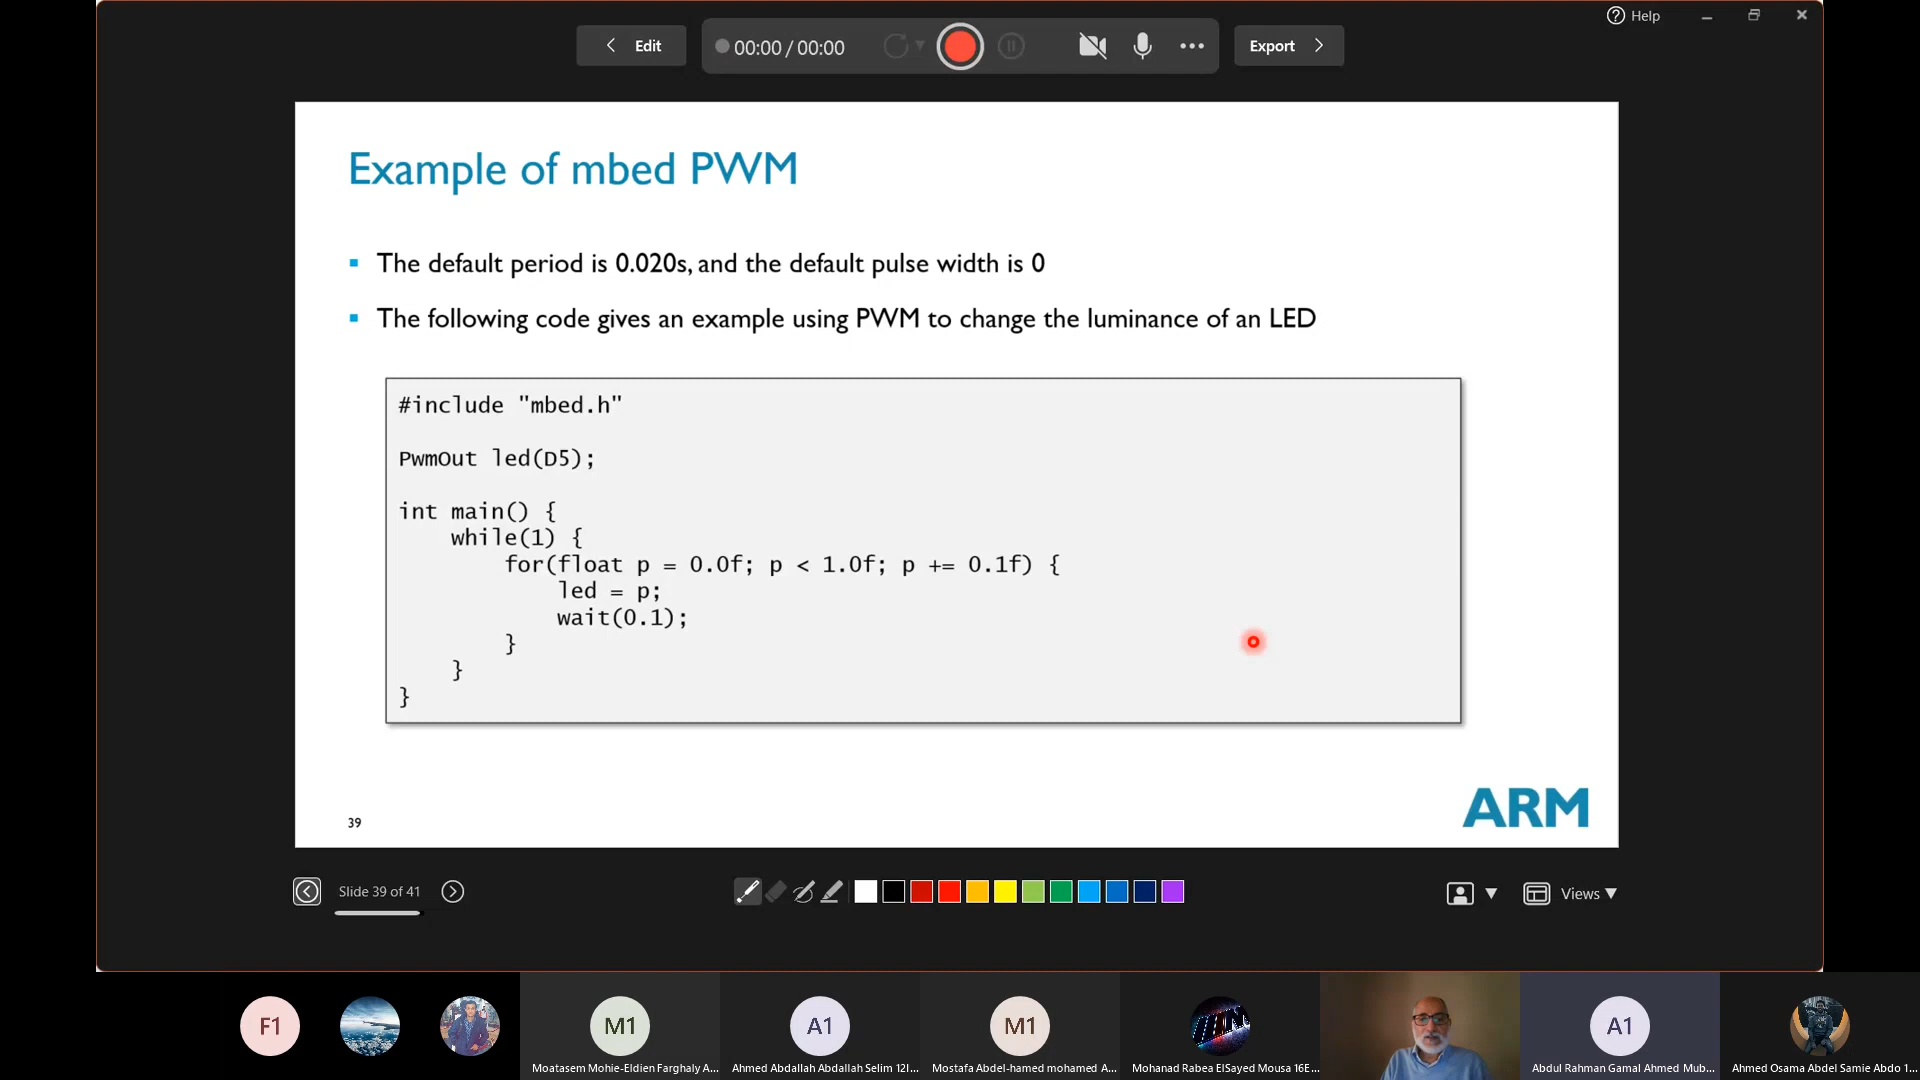 Help
Edit
00:00 / 00:00
Export
Example of mbed PWM
The default period is 0.020s, and the default pulse width is 0
The following code gives an example using PWM to change the luminance of an LED
#include "mbed.h"
PwmOut led(D5);
int main() {
while(1) {
for(float p = 0.0f; p < 1.0f; p += 0.1f) {
led = p;
wait(0.1);
}
}
}
39
ARM
Slide 39 of 41
Views
F1
M1
A1
M1
A1
Moatasem Mohie-Eldien Farghaly A...
Ahmed Abdallah Abdallah Selim 12I...
Mostafa Abdel-hamed mohamed A...
Mohanad Rabea ElSayed Mousa 16E...
Abdul Rahman Gamal Ahmed Mub...
Ahmed Osama Abdel Samie Abdo 1...